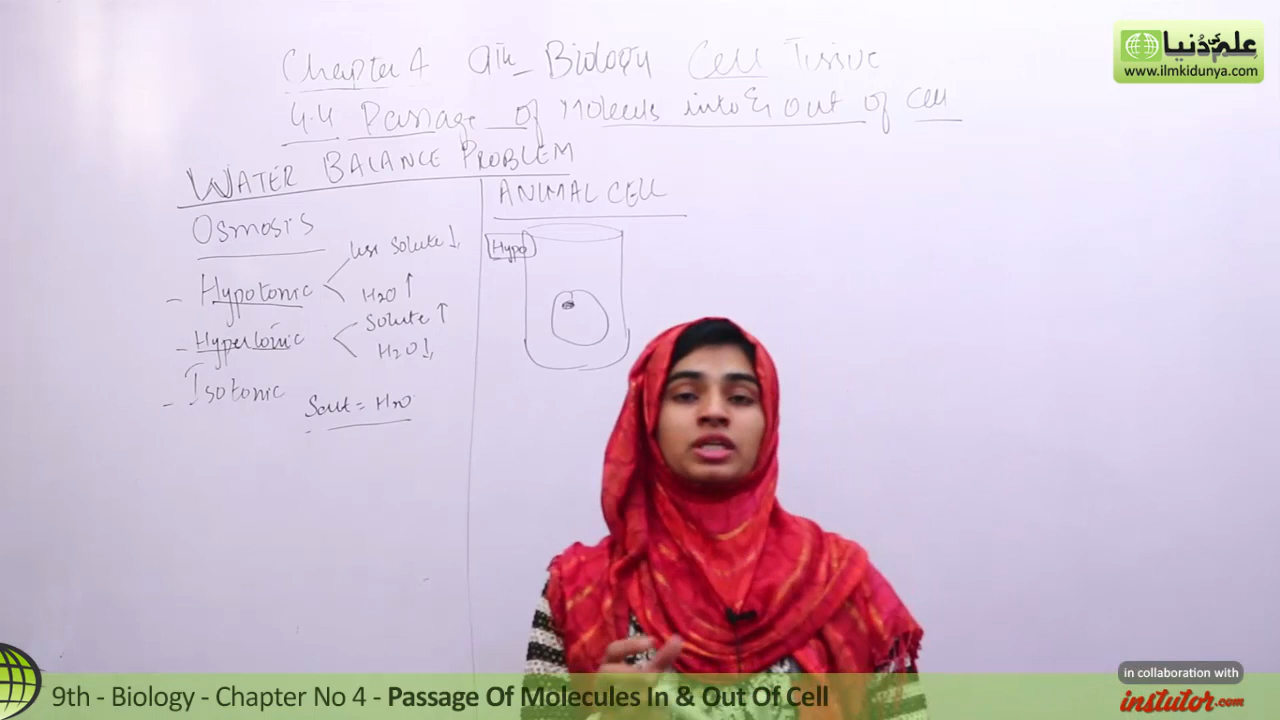 علم کی دنیا
www.ilmkidunya.com
Chapter 4 9th - Biology Cell Tissue
4.4 Passage of Molecules into & out of Cell
WATER BALANCE PROBLEM
Osmosis
- Hypotonic
less Solute ↓
H2O ↑
- Hypertonic
Solute ↑
H2O ↓
- Isotonic
= H2O
ANIMAL CELL
Hypo
9th - Biology - Chapter No 4 - Passage Of Molecules In & Out Of Cell
in collaboration with
instutor.com